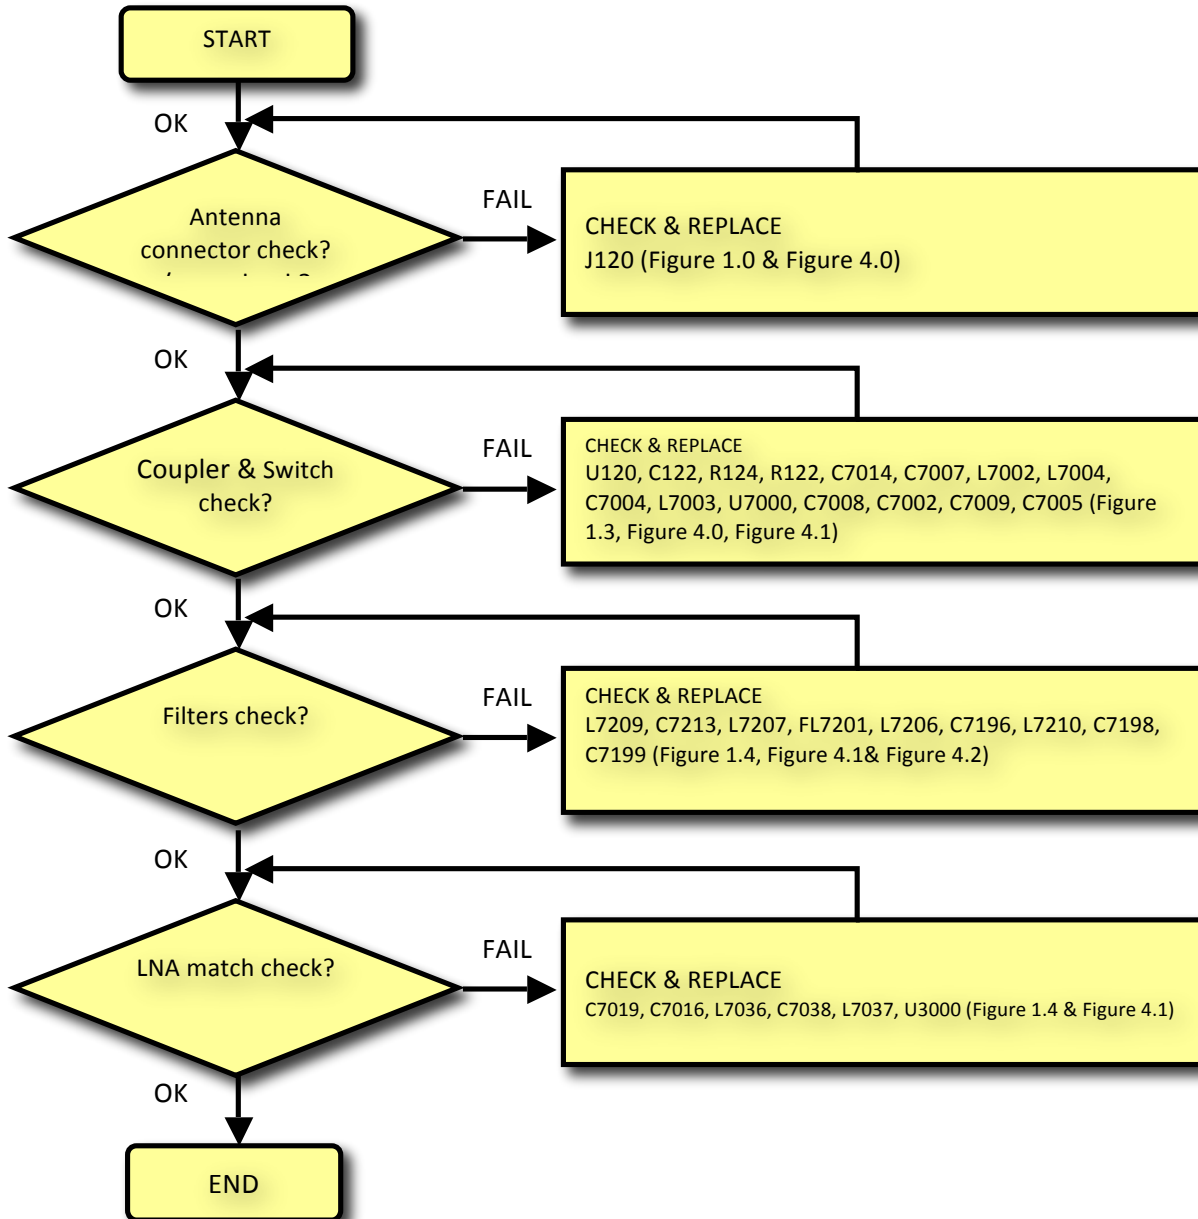 START
OK
Antenna
connector check?
FAIL
CHECK & REPLACE
J120 (Figure 1.0 & Figure 4.0)
OK
Coupler & Switch
check?
FAIL
CHECK & REPLACE
U120, C122, R124, R122, C7014, C7007, L7002, L7004,
C7004, L7003, U7000, C7008, C7002, C7009, C7005 (Figure
1.3, Figure 4.0, Figure 4.1)
OK
Filters check?
FAIL
CHECK & REPLACE
L7209, C7213, L7207, FL7201, L7206, C7196, L7210, C7198,
C7199 (Figure 1.4, Figure 4.1& Figure 4.2)
OK
LNA match check?
FAIL
CHECK & REPLACE
C7019, C7016, L7036, C7038, L7037, U3000 (Figure 1.4 & Figure 4.1)
OK
END